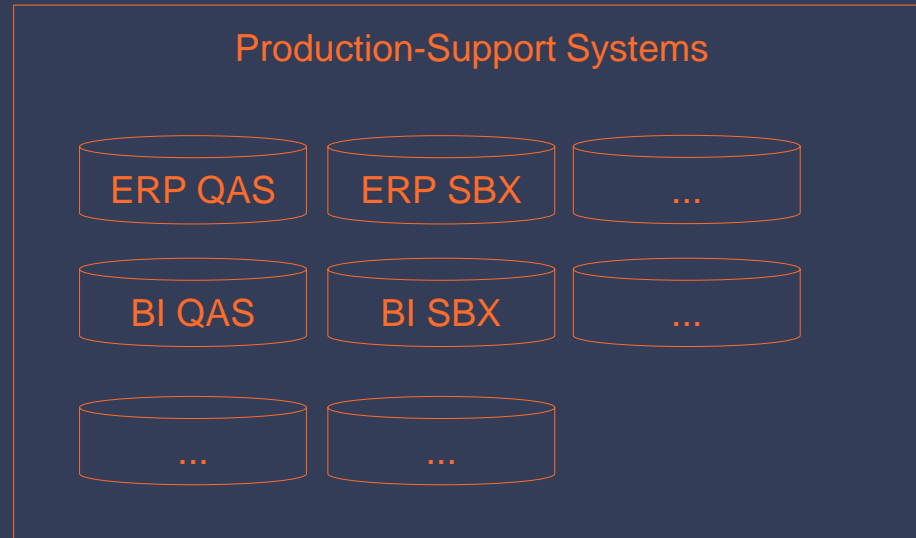 Production-Support Systems
ERP QAS
ERP SBX
...
BI QAS
BI SBX
...
...
...